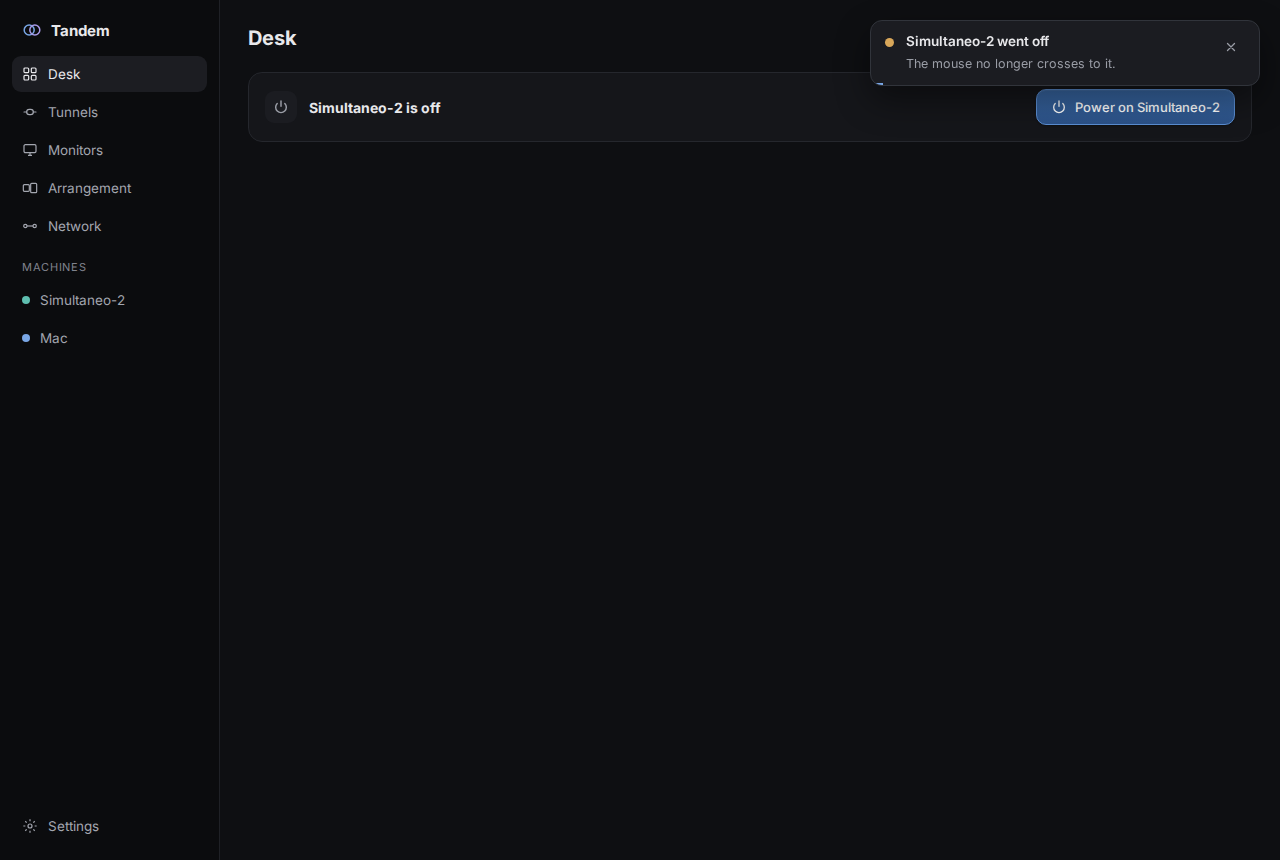 Tandem
Desk
Tunnels
Monitors
Arrangement
Network
MACHINES
Simultaneo-2
Mac
Settings
Desk
Simultaneo-2 went off
The mouse no longer crosses to it.
Simultaneo-2 is off
Power on Simultaneo-2